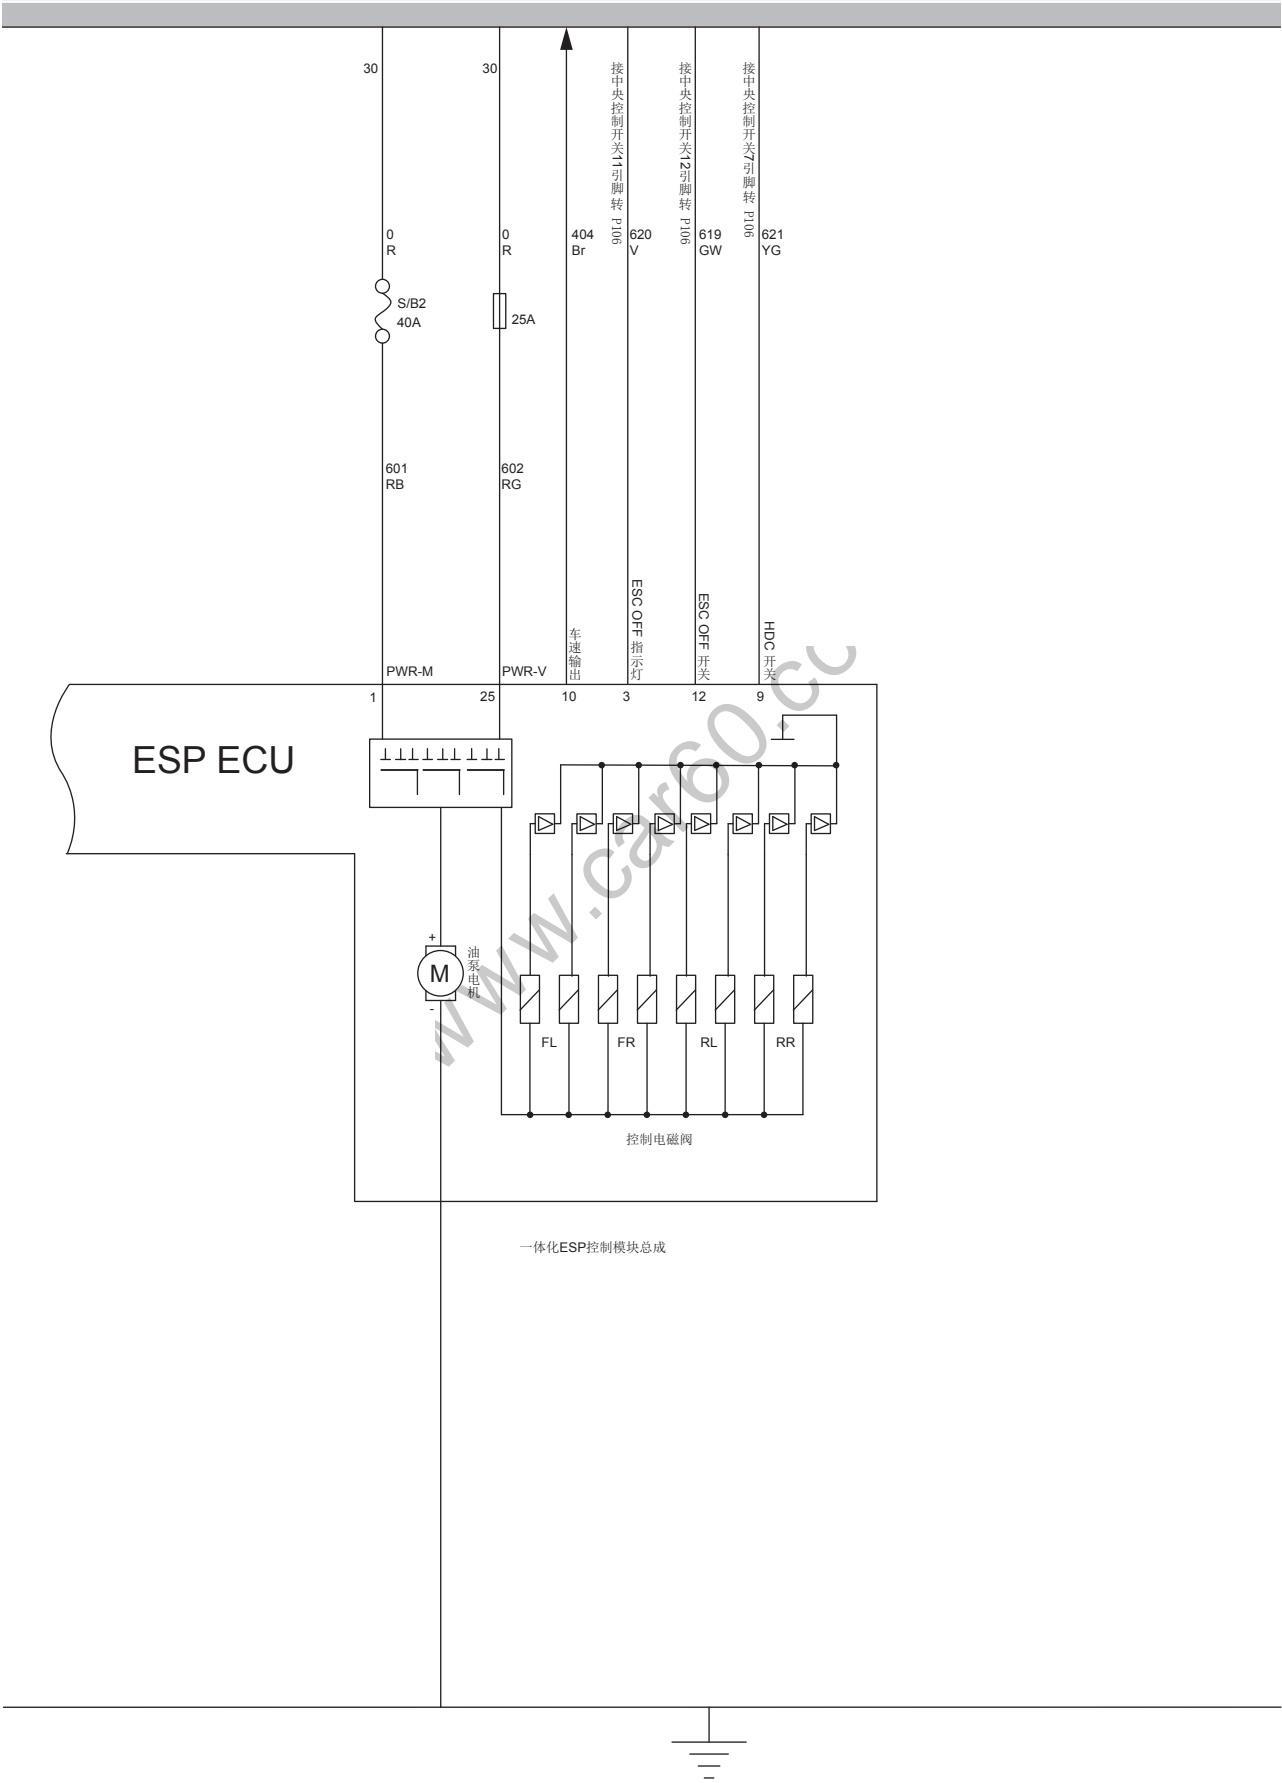 30
30
接中央控制开关11引脚 转 P106
接中央控制开关12引脚 转 P106
接中央控制开关7引脚 转 P106
0
R
0
R
404
Br
620
V
619
GW
621
YG
S/B2
40A
25A
601
RB
602
RG
PWR-M
PWR-V
车速输出
ESC OFF 指示灯
ESC OFF 开关
HDC 开关
1
25
10
3
12
9
ESP ECU
+
M
-
油泵电机
FL
FR
RL
RR
控制电磁阀
一体化ESP控制模块总成
www.car60.co